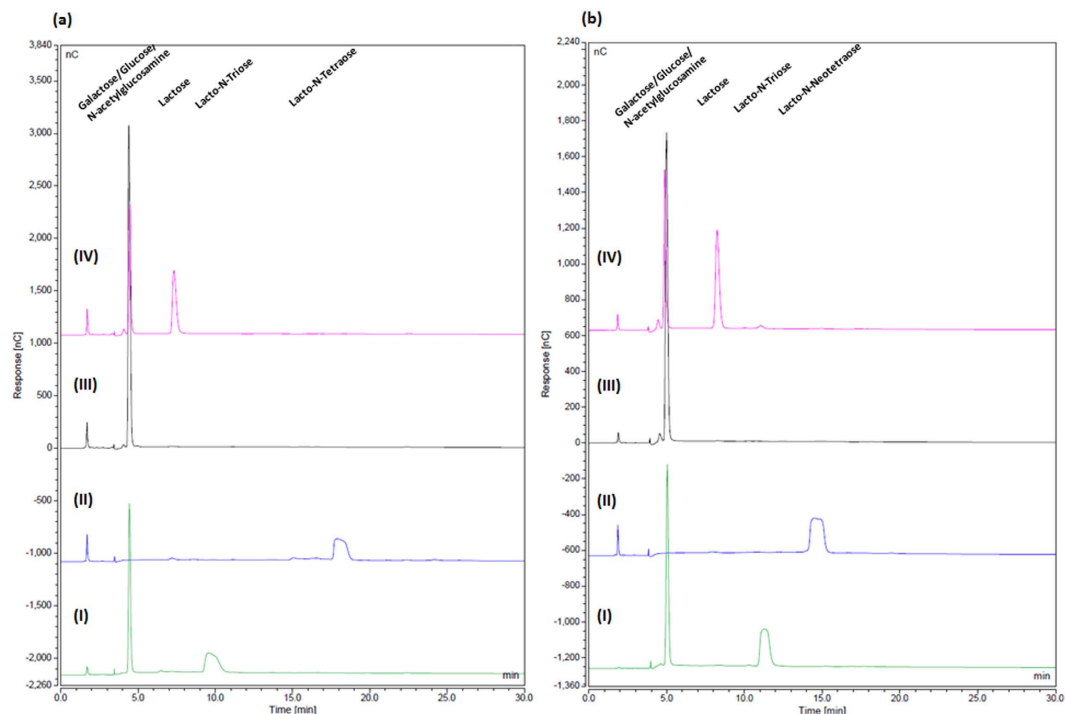 (a)
3,840
nC
3,500
3,000
2,500
2,000
1,500
1,000
500
0
-500
-1,000
-1,500
-2,000
-2,260
Response [nC]
Galactose/Glucose/
N-acetylglucosamine
Lactose
Lacto-N-Triose
Lacto-N-Tetraose
(IV)
(III)
(II)
(I)
min
0.0 5.0 10.0 15.0 20.0 25.0 30.0
Time [min]
(b)
2,240
nC
2,000
1,800
1,600
1,400
1,200
1,000
800
600
400
200
0
-200
-400
-600
-800
-1,000
-1,200
-1,360
Response [nC]
Galactose/Glucose/
N-acetylglucosamine
Lactose
Lacto-N-Triose
Lacto-N-Neotetraose
(IV)
(III)
(II)
(I)
min
0.0 5.0 10.0 15.0 20.0 25.0 30.0
Time [min]